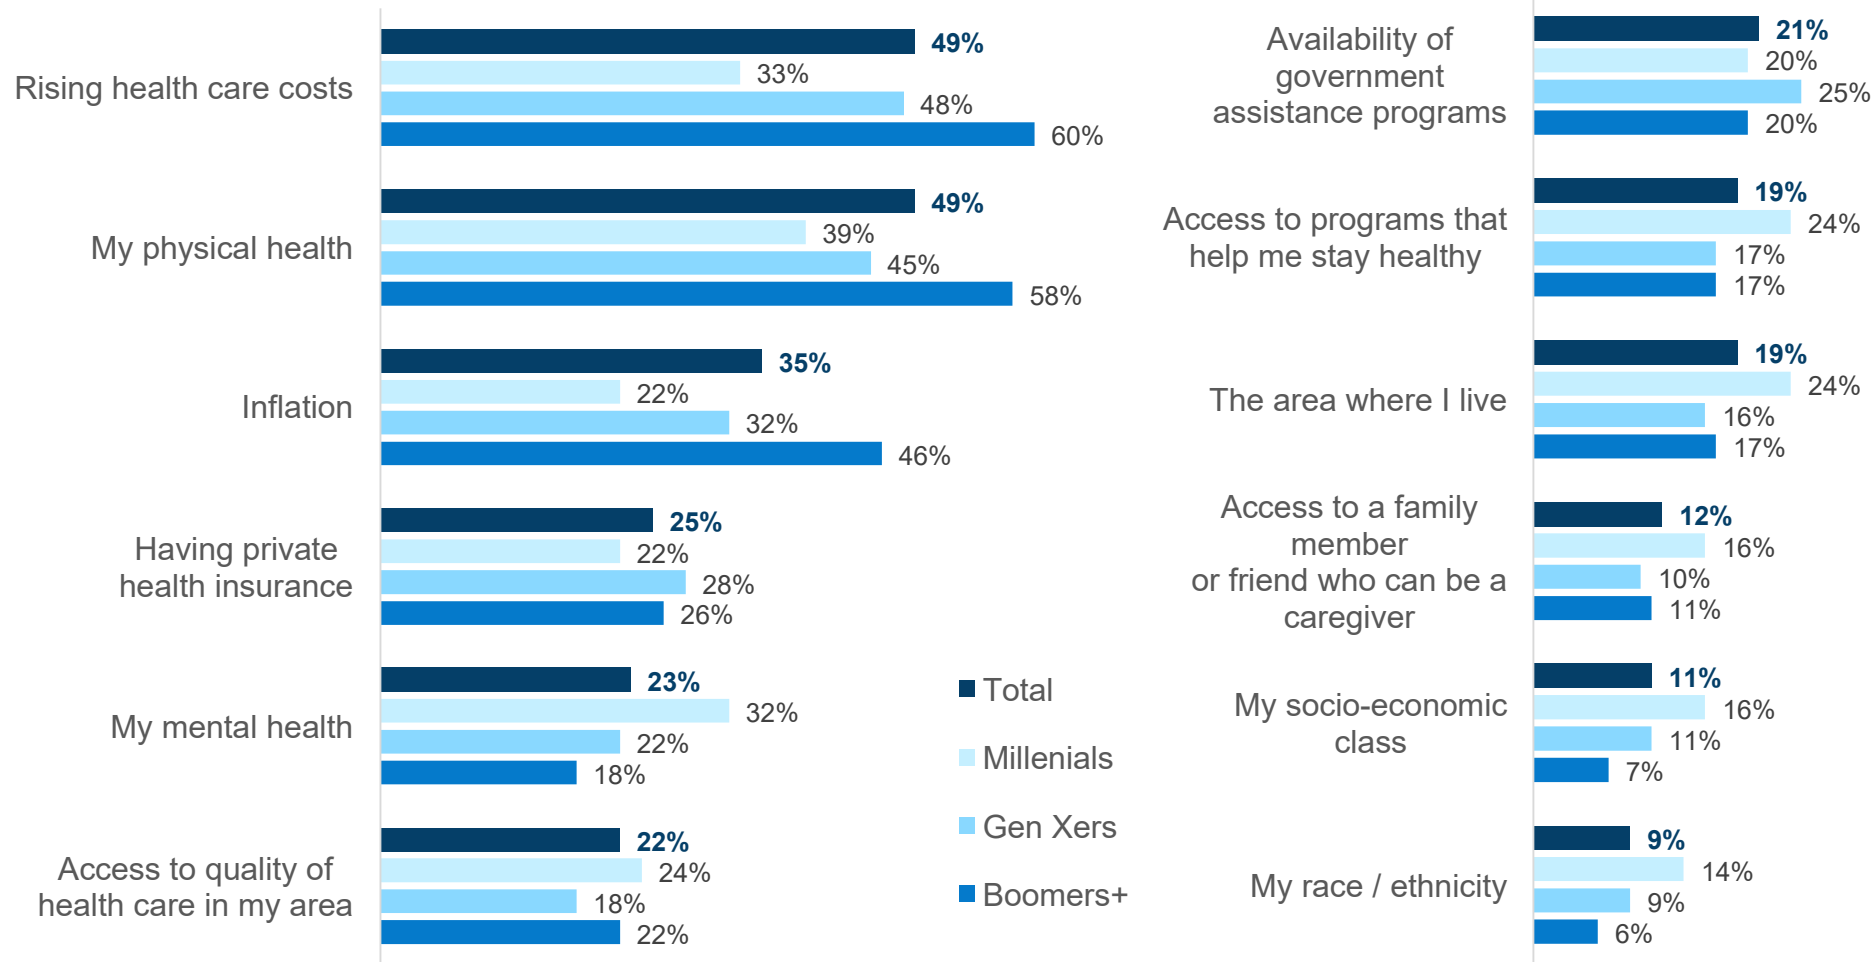 Rising health care costs
49%
33%
48%
60%
My physical health
49%
39%
45%
58%
Inflation
35%
22%
32%
46%
Having private
health insurance
25%
22%
28%
26%
My mental health
23%
32%
22%
18%
Access to quality of
health care in my area
22%
24%
18%
22%
Total
Millenials
Gen Xers
Boomers+
Availability of
government
assistance programs
21%
20%
25%
20%
Access to programs that
help me stay healthy
19%
24%
17%
17%
The area where I live
19%
24%
16%
17%
Access to a family
member
or friend who can be a
caregiver
12%
16%
10%
11%
My socio-economic
class
11%
16%
11%
7%
My race / ethnicity
9%
14%
9%
6%